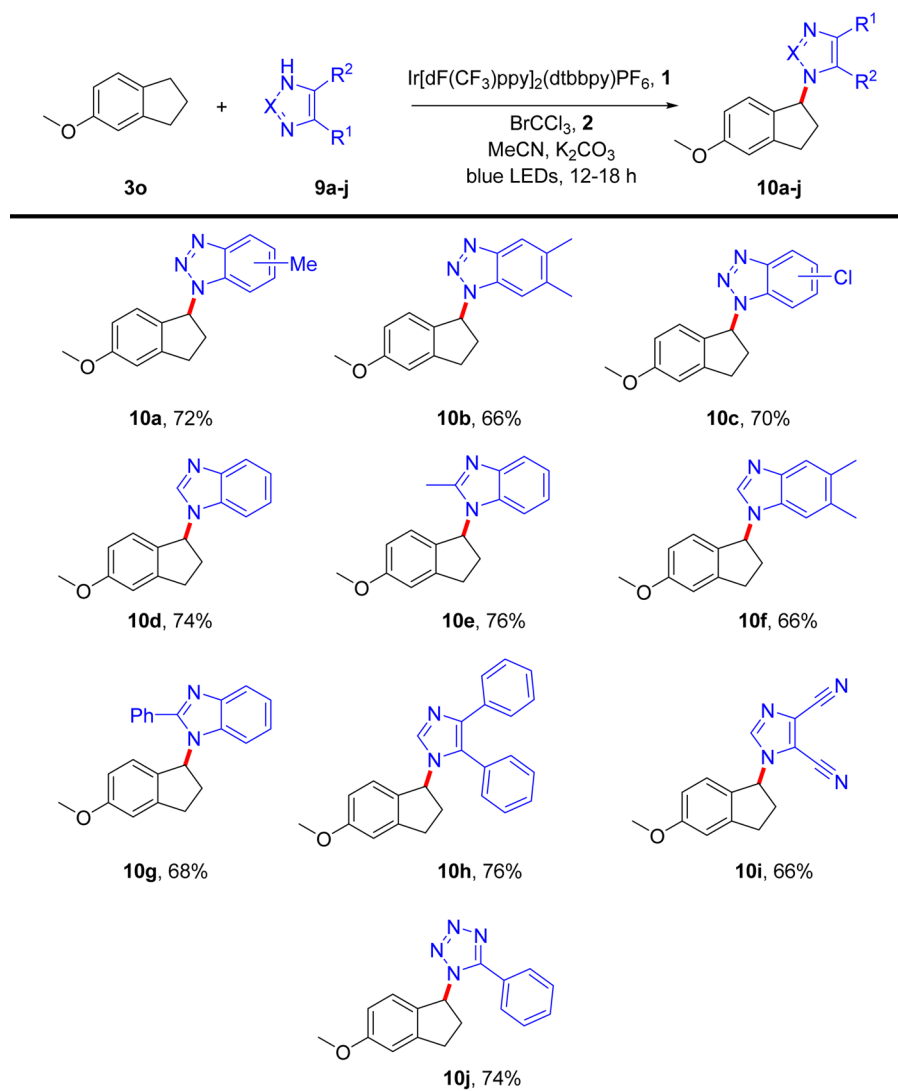 H
N
R²
X
N
R¹
O
+
Ir[dF(CF3)ppy]2(dtbbpy)PF6, 1
BrCCl3, 2
MeCN, K2CO3
blue LEDs, 12-18 h
N
R¹
X
N
R²
O
3o
9a-j
10a-j
N
N
N
Me
O
10a, 72%
N
N
N
O
10b, 66%
N
N
N
Cl
O
10c, 70%
N
N
O
10d, 74%
N
N
O
10e, 76%
N
N
O
10f, 66%
Ph
N
N
O
10g, 68%
N
N
O
10h, 76%
N
N
N
N
O
10i, 66%
N
N
N
N
O
10j, 74%